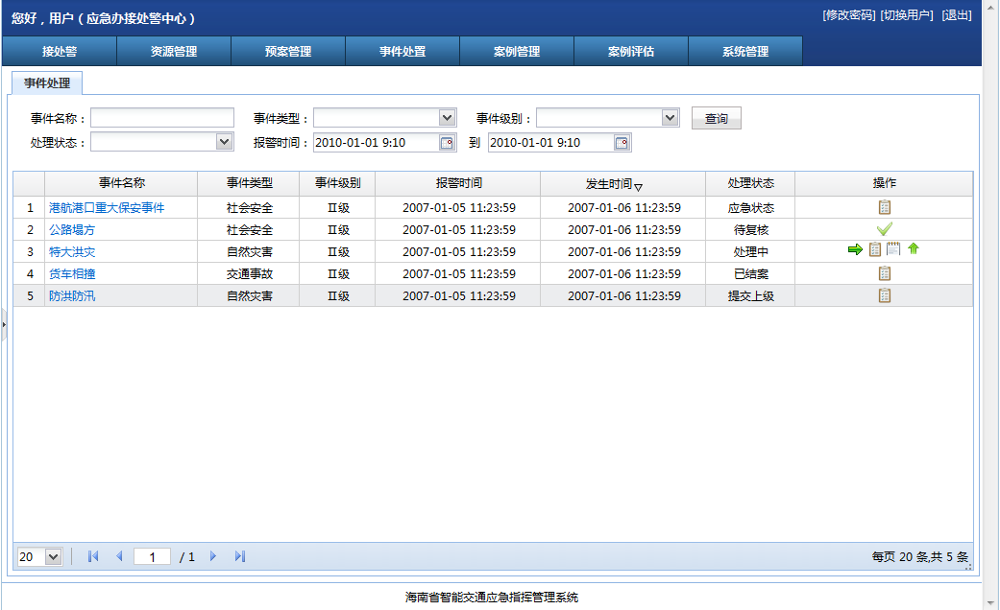 您好，用户（应急办接处警中心） [修改密码] [切换用户] [退出]
接处警 资源管理 预案管理 事件处置 案例管理 案例评估 系统管理
事件处理
事件名称： 事件类型： 事件级别： 查询
处理状态： 报警时间： 2010-01-01 9:10 到 2010-01-01 9:10
事件名称 事件类型 事件级别 报警时间 发生时间 处理状态 操作
1 港航港口重大保安事件 社会安全 Ⅱ级 2007-01-05 11:23:59 2007-01-06 11:23:59 应急状态
2 公路塌方 社会安全 Ⅱ级 2007-01-05 11:23:59 2007-01-06 11:23:59 待复核
3 特大洪灾 自然灾害 Ⅱ级 2007-01-05 11:23:59 2007-01-06 11:23:59 处理中
4 货车相撞 交通事故 Ⅱ级 2007-01-05 11:23:59 2007-01-06 11:23:59 已结案
5 防洪防汛 自然灾害 Ⅱ级 2007-01-05 11:23:59 2007-01-06 11:23:59 提交上级
20 1 / 1 每页 20 条,共 5 条
海南省智能交通应急指挥管理系统